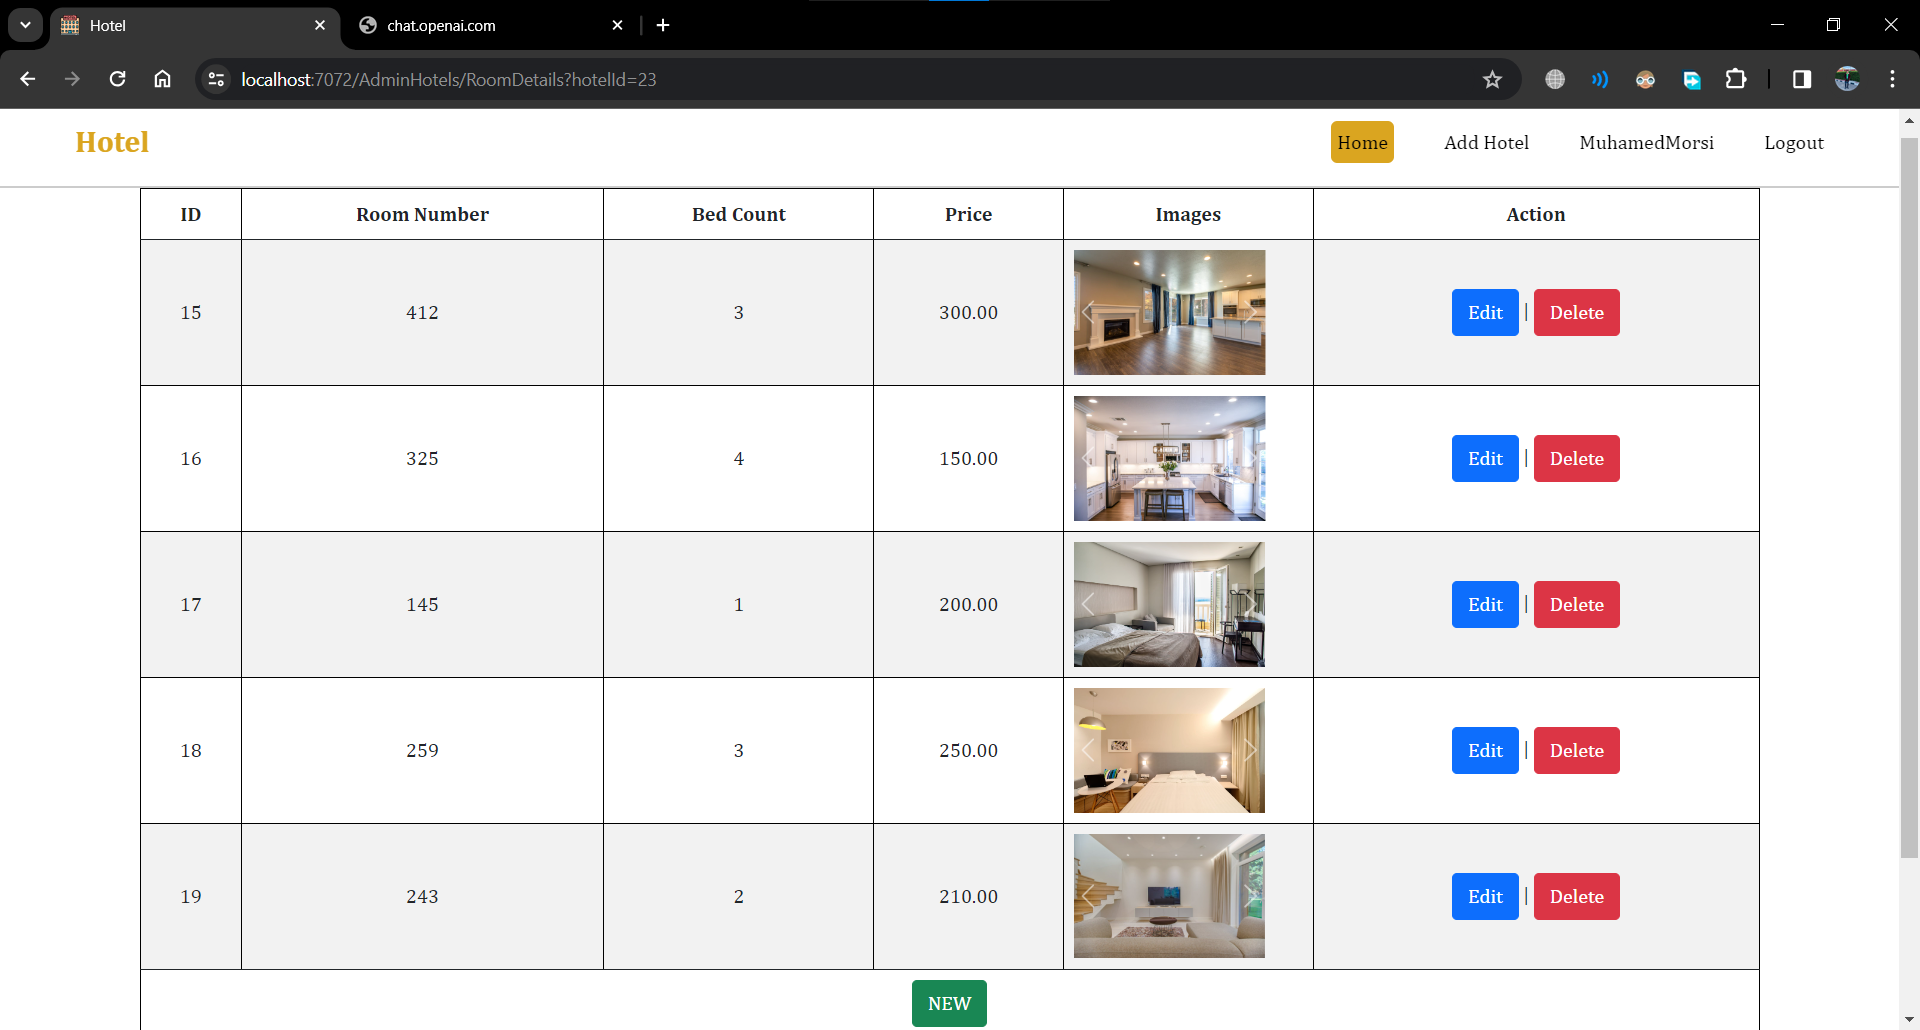 Hotel
chat.openai.com
localhost:7072/AdminHotels/RoomDetails?hotelId=23
Hotel Home Add Hotel MuhamedMorsi Logout
ID Room Number Bed Count Price Images Action
15 412 3 300.00 Edit | Delete
16 325 4 150.00 Edit | Delete
17 145 1 200.00 Edit | Delete
18 259 3 250.00 Edit | Delete
19 243 2 210.00 Edit | Delete
NEW